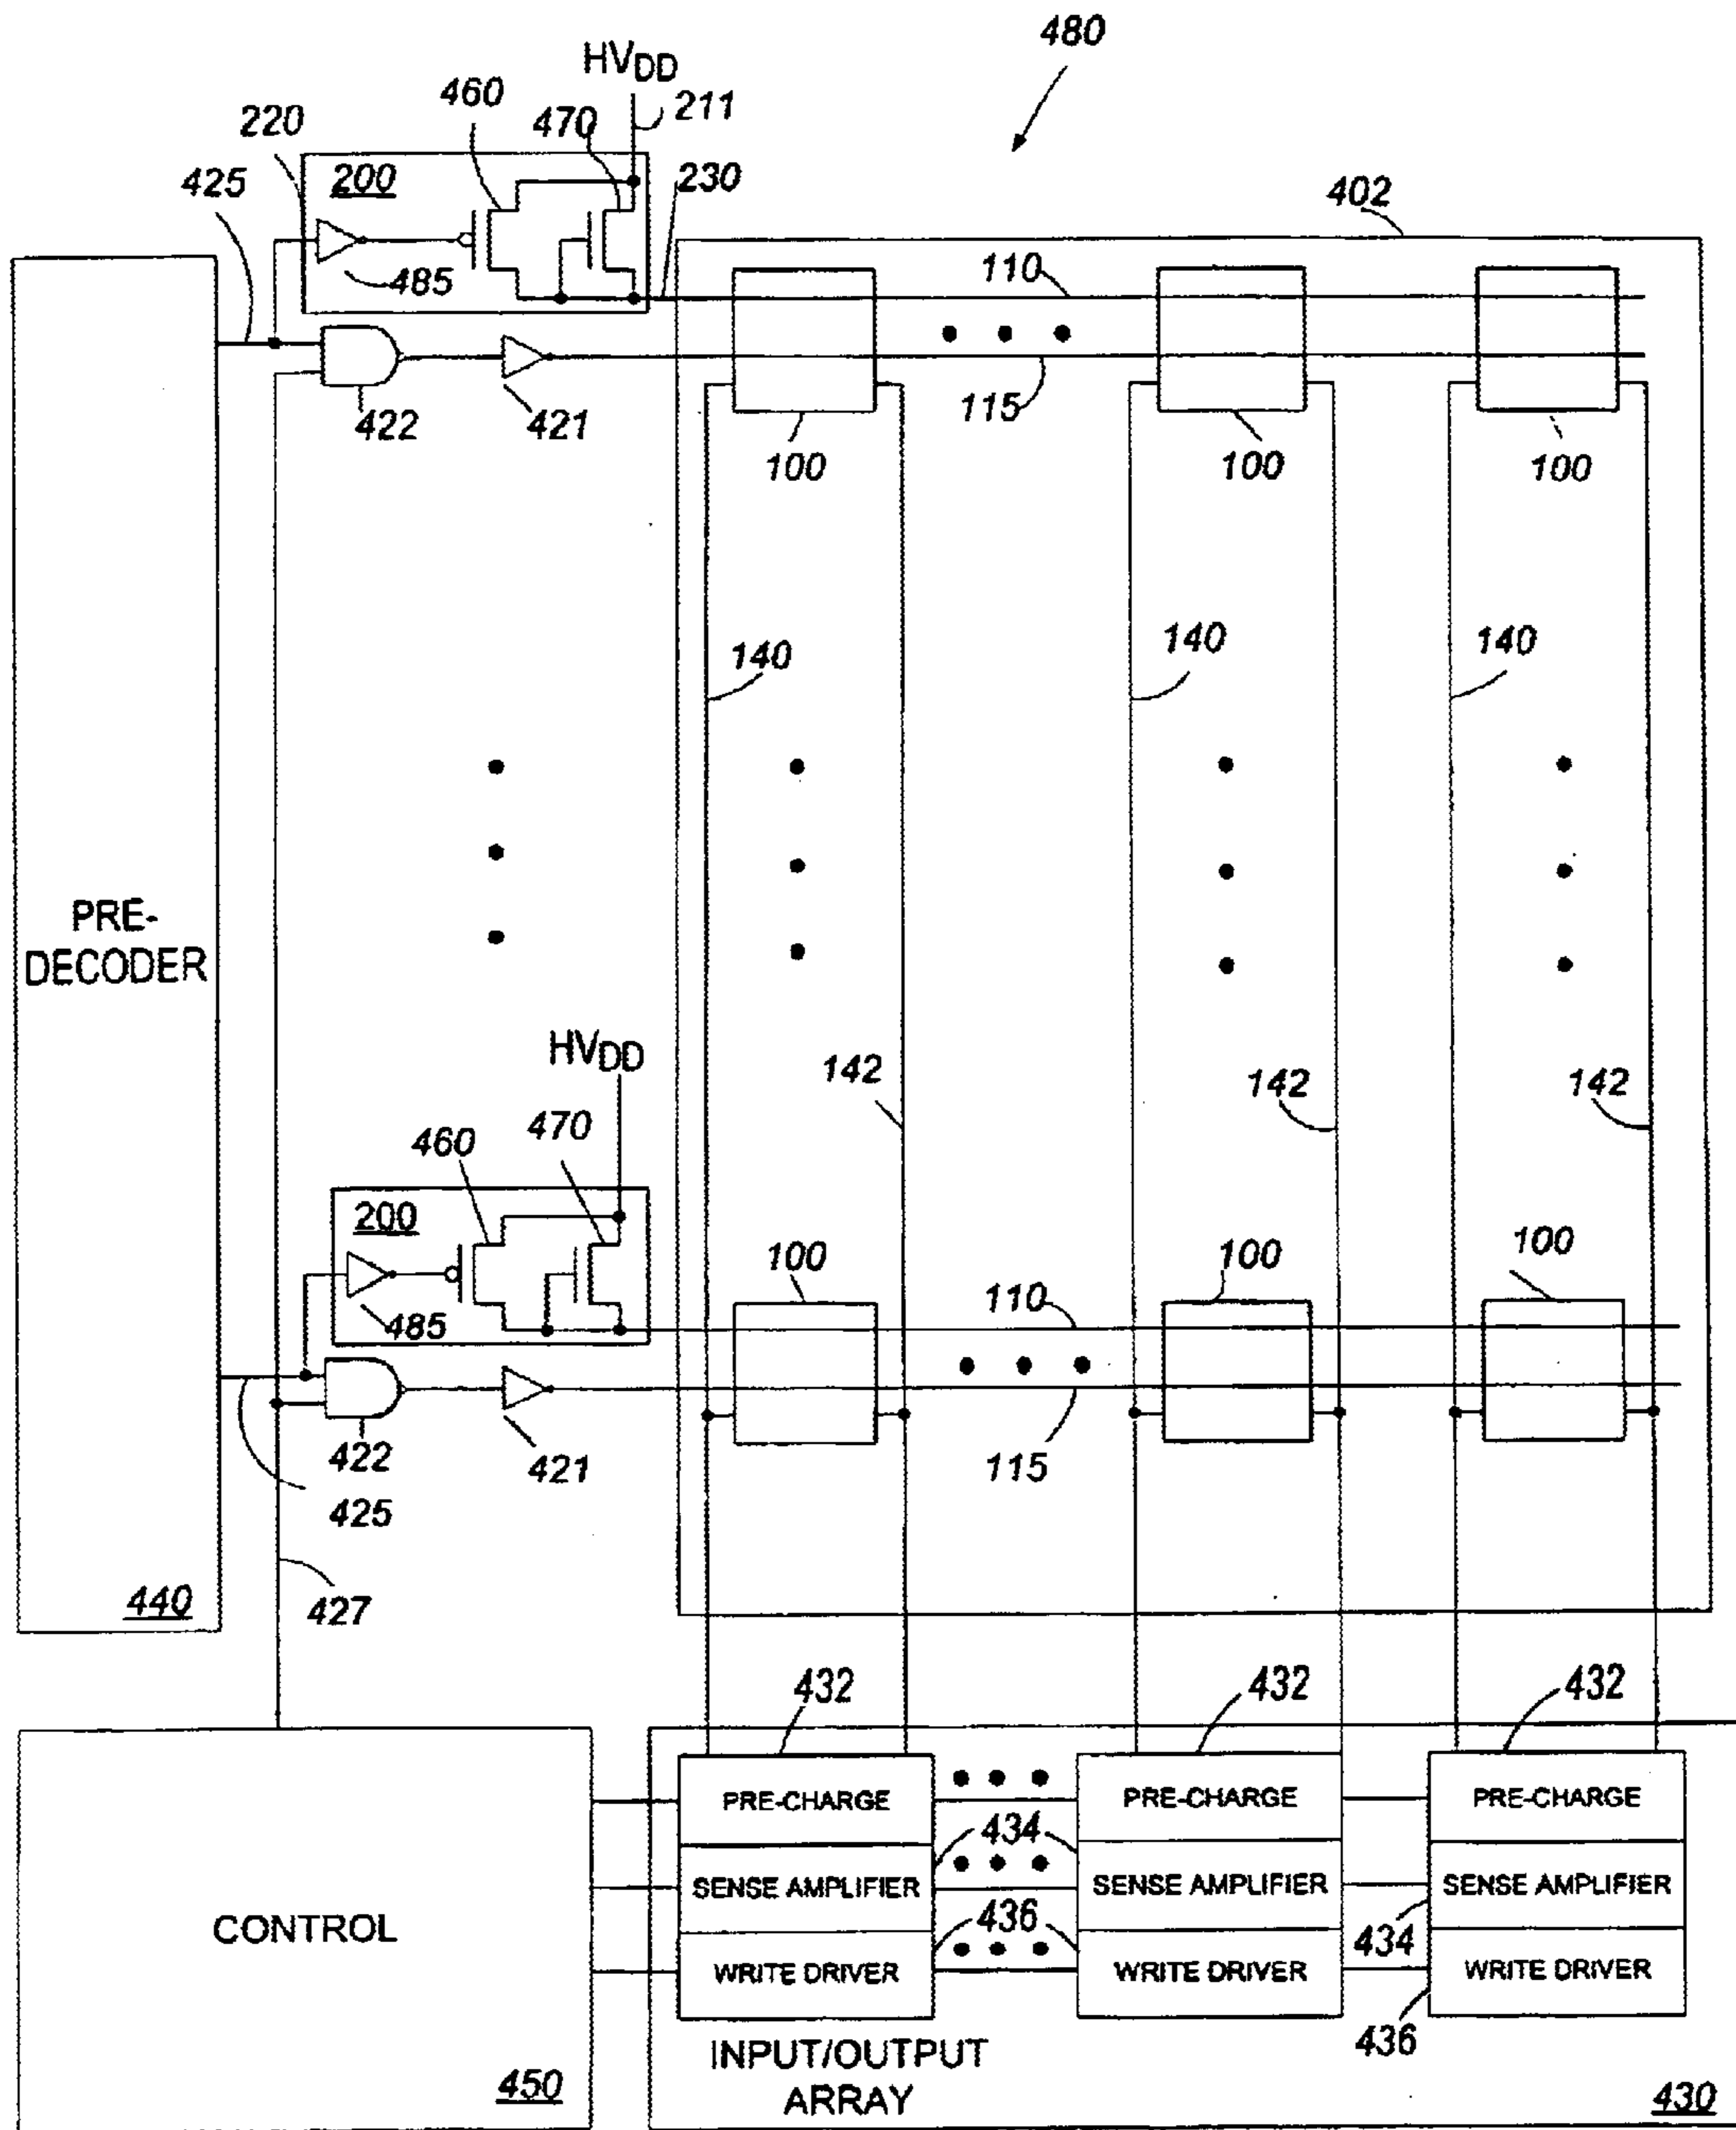 480
HVDD
460
470
211
220
200
425
230
402
485
110
422
421
115
100
100
100
140
140
140
PRE-
DECODER
HVDD
142
142
142
460
470
200
100
100
100
110
485
422
421
115
425
440
427
432
432
432
PRE-CHARGE
PRE-CHARGE
PRE-CHARGE
434
SENSE AMPLIFIER
SENSE AMPLIFIER
SENSE AMPLIFIER
CONTROL
436
434
WRITE DRIVER
WRITE DRIVER
WRITE DRIVER
436
INPUT/OUTPUT
ARRAY
450
430